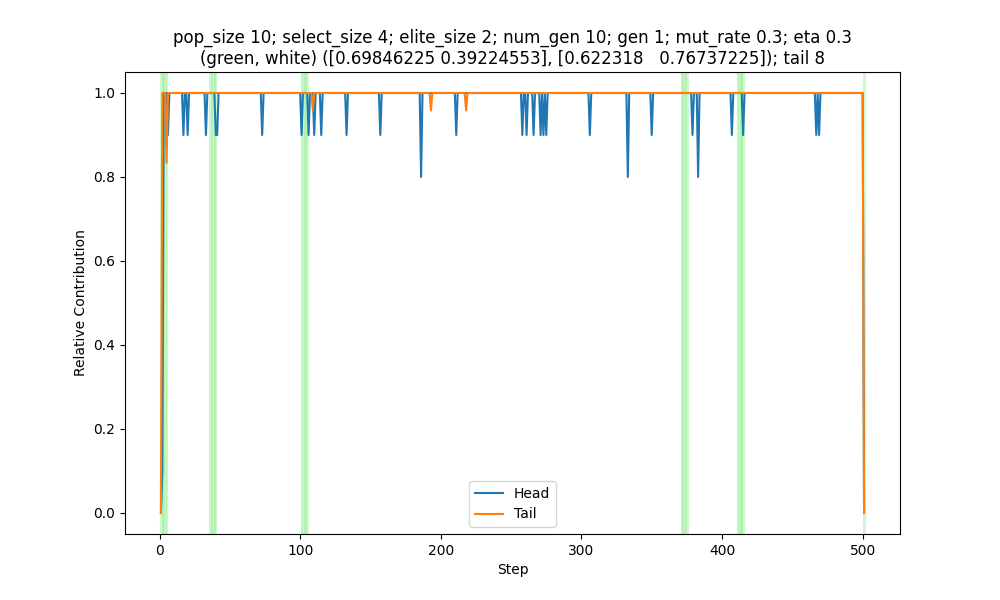 pop_size 10; select_size 4; elite_size 2; num_gen 10; gen 1; mut_rate 0.3; eta 0.3
(green, white) ([0.69846225 0.39224553], [0.622318   0.76737225]); tail 8
1.0
0.8
0.6
0.4
0.2
0.0
Relative Contribution
Head
Tail
0
100
200
300
400
500
Step